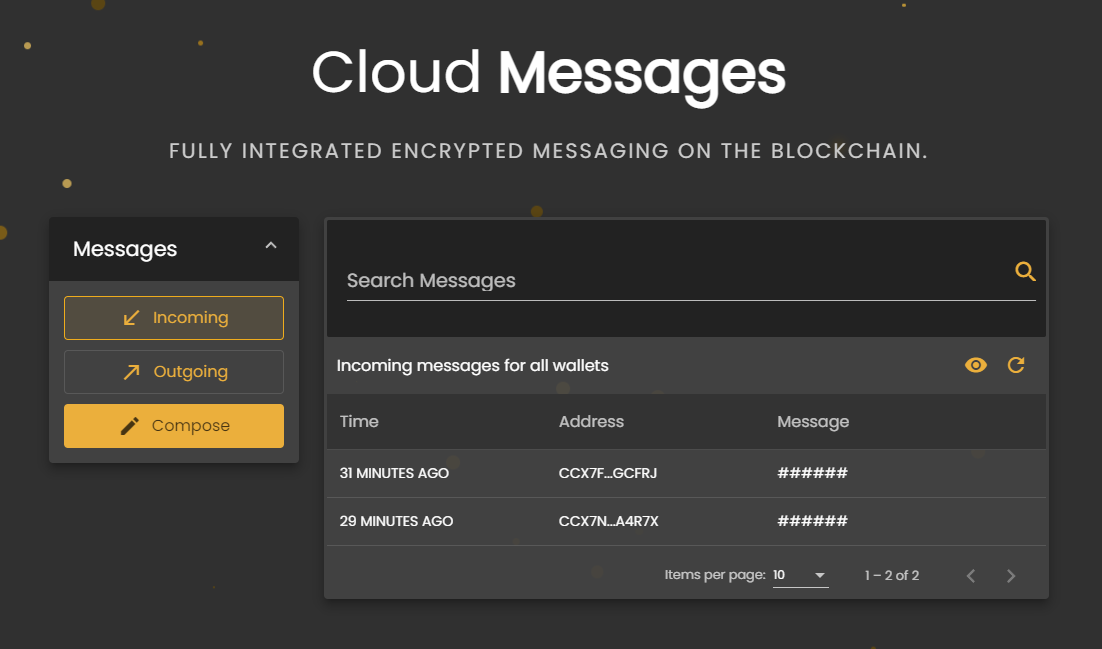 Cloud Messages
FULLY INTEGRATED ENCRYPTED MESSAGING ON THE BLOCKCHAIN.
Messages
Incoming
Outgoing
Compose
Search Messages
Incoming messages for all wallets
Time Address Message
31 MINUTES AGO CCX7F...GCFRJ ######
29 MINUTES AGO CCX7N...A4R7X ######
Items per page: 10 1 – 2 of 2